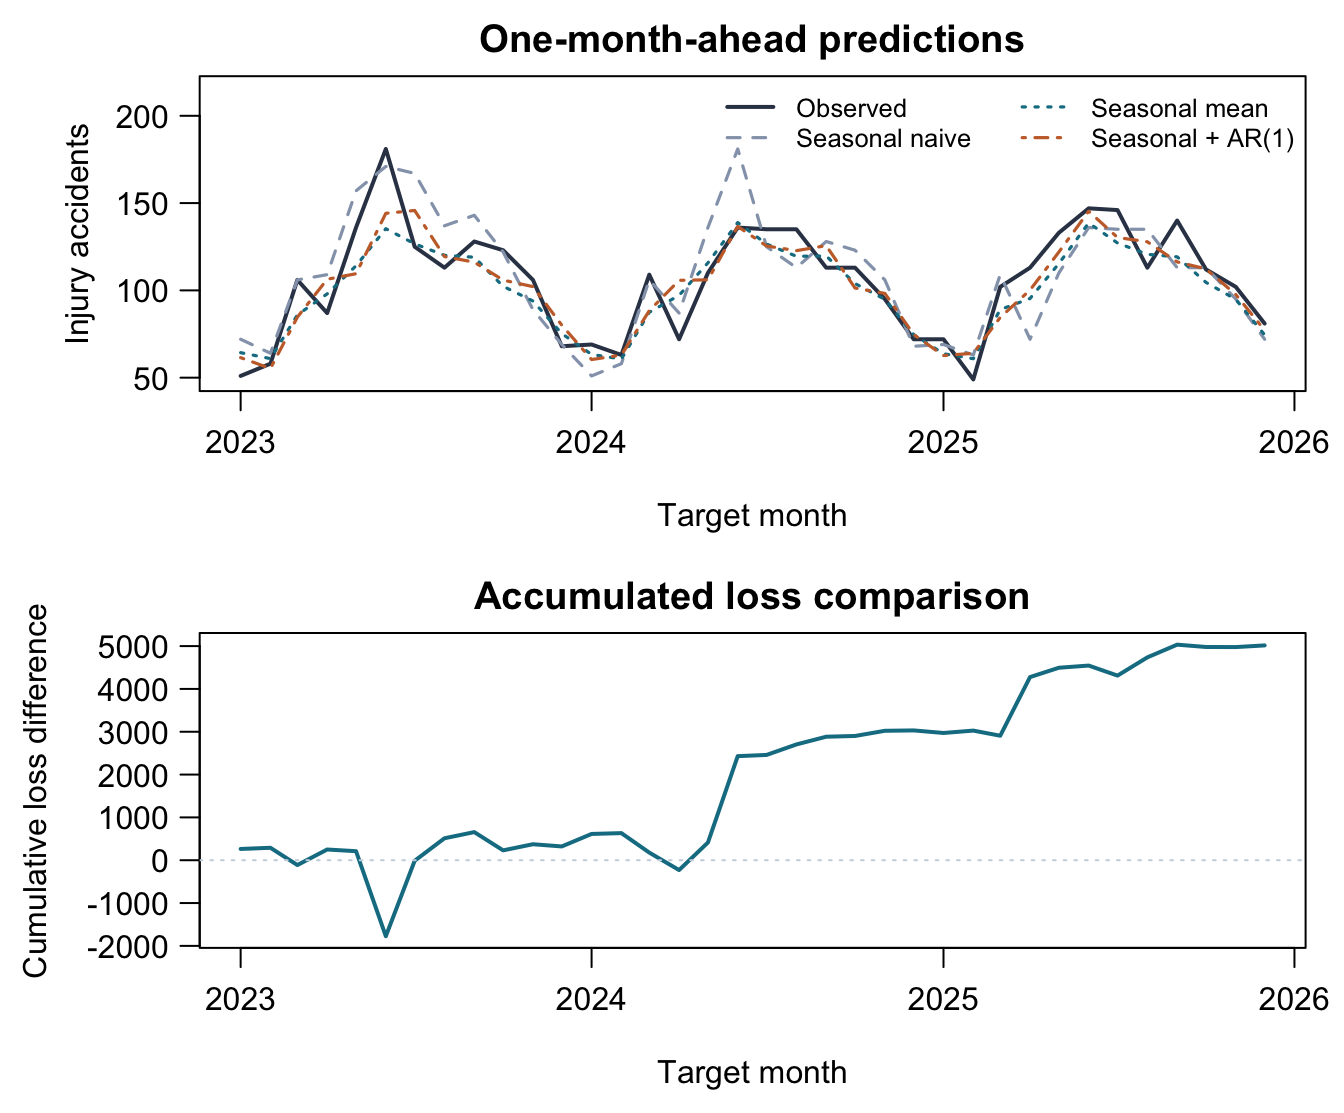 One-month-ahead predictions
Injury accidents
200
150
100
50
Observed
Seasonal naive
Seasonal mean
Seasonal + AR(1)
2023
2024
2025
2026
Target month
Accumulated loss comparison
Cumulative loss difference
5000
4000
3000
2000
1000
0
-1000
-2000
2023
2024
2025
2026
Target month